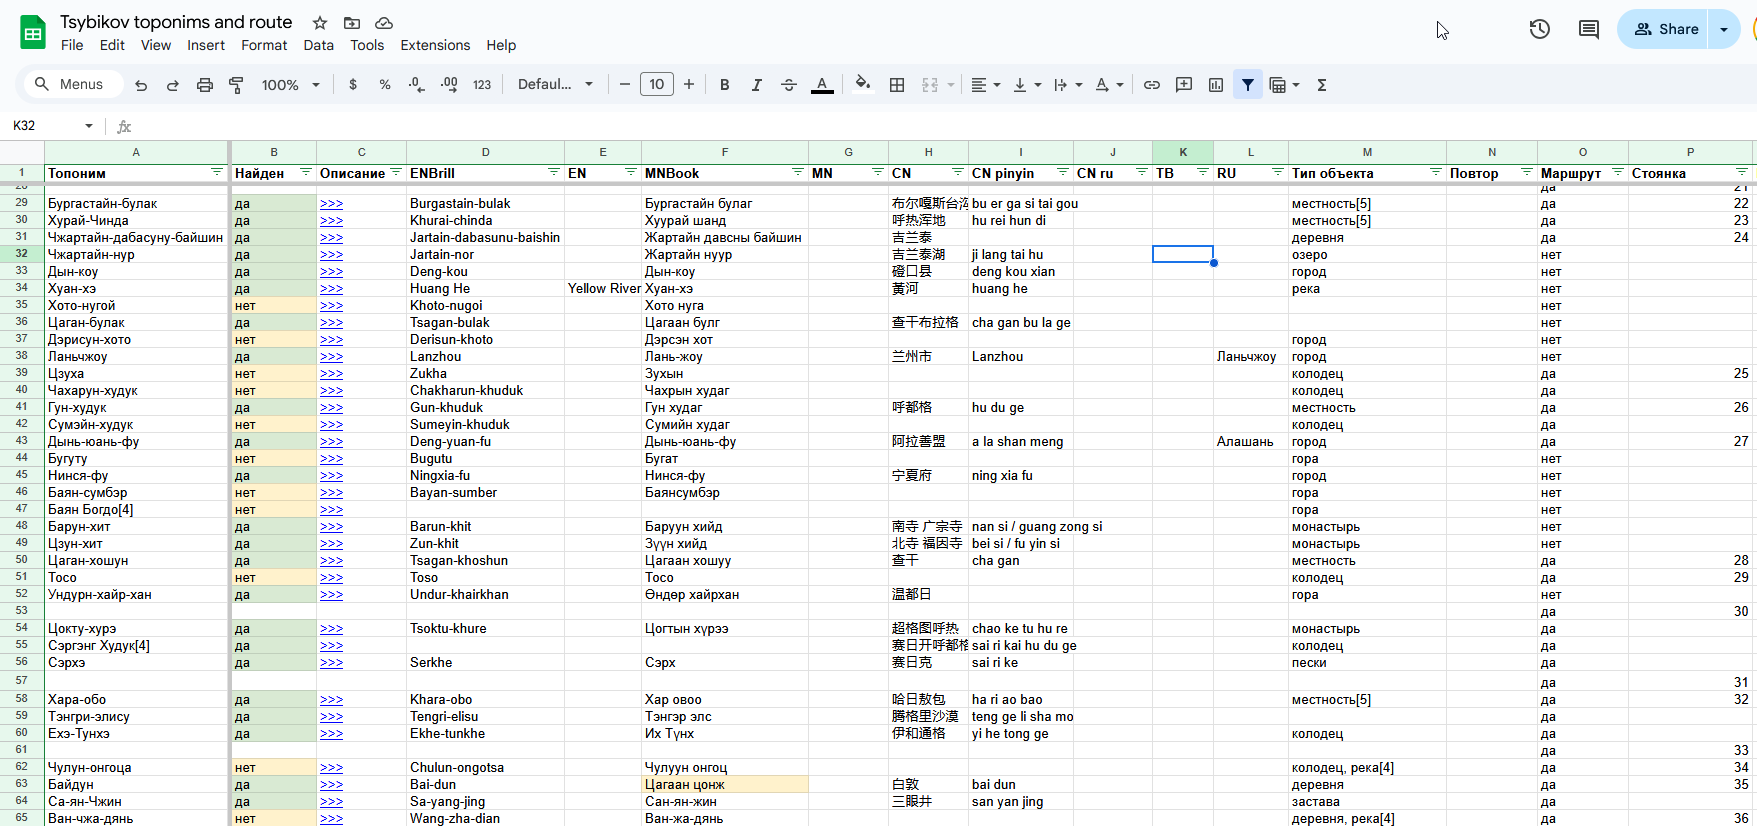 Tsybikov toponims and route
File Edit View Insert Format Data Tools Extensions Help
Share
Menus 100% $ % .0 .00 123 Defaul... − 10 + B I A Σ
K32 fx
A B C D E F G H I J K L M N O P
1 Топоним Найден Описание ENBrill EN MNBook MN CN CN pinyin CN ru TB RU Тип объекта Повтор Маршрут Стоянка
28 да 21
29 Бургастайн-булак да >>> Burgastain-bulak Бургастайн булаг 布尔嘎斯台沟 bu er ga si tai gou местность[5] да 22
30 Хурай-Чинда да >>> Khurai-chinda Хуурай шанд 呼热浑地 hu rei hun di местность[5] да 23
31 Чжартайн-дабасуну-байшин да >>> Jartain-dabasunu-baishin Жартайн давсны байшин 吉兰泰 деревня да 24
32 Чжартайн-нур да >>> Jartain-nor Жартайн нуур 吉兰泰湖 ji lang tai hu озеро нет
33 Дын-коу да >>> Deng-kou Дын-коу 磴口县 deng kou xian город нет
34 Хуан-хэ да >>> Huang He Yellow River Хуан-хэ 黃河 huang he река нет
35 Хото-нугой нет >>> Khoto-nugoi Хото нуга нет
36 Цаган-булак да >>> Tsagan-bulak Цагаан булг 查干布拉格 cha gan bu la ge нет
37 Дэрисун-хото нет >>> Derisun-khoto Дэрсэн хот город нет
38 Ланьчжоу да >>> Lanzhou Лань-жоу 兰州市 Lanzhou Ланьчжоу город нет
39 Цзуха нет >>> Zukha Зухын колодец да 25
40 Чахарун-худук нет >>> Chakharun-khuduk Чахрын худаг колодец да
41 Гун-худук да >>> Gun-khuduk Гун худаг 呼都格 hu du ge местность да 26
42 Сумэйн-худук нет >>> Sumeyin-khuduk Сумийн худаг колодец да
43 Дынь-юань-фу да >>> Deng-yuan-fu Дынь-юань-фу 阿拉善盟 a la shan meng Алашань город да 27
44 Бугуту нет >>> Bugutu Бугат гора нет
45 Нинся-фу да >>> Ningxia-fu Нинся-фу 宁夏府 ning xia fu город нет
46 Баян-сумбэр нет >>> Bayan-sumber Баянсумбэр гора нет
47 Баян Богдо[4] нет >>> гора нет
48 Барун-хит да >>> Barun-khit Баруун хийд 南寺 广宗寺 nan si / guang zong si монастырь нет
49 Цзун-хит да >>> Zun-khit Зүүн хийд 北寺 福因寺 bei si / fu yin si монастырь нет
50 Цаган-хошун да >>> Tsagan-khoshun Цагаан хошуу 查干 cha gan местность да 28
51 Тосо нет >>> Toso Тосо колодец да 29
52 Ундурн-хайр-хан да >>> Undur-khairkhan Өндөр хайрхан 温都日 гора нет
53 да 30
54 Цокту-хурэ да >>> Tsoktu-khure Цогтын хүрээ 超格图呼热 chao ke tu hu re монастырь да
55 Сэргэнг Худук[4] да >>> 赛日开呼都格 sai ri kai hu du ge колодец да
56 Сэрхэ да >>> Serkhe Сэрх 赛日克 sai ri ke пески да
57 да 31
58 Хара-обо да >>> Khara-obo Хар овоо 哈日敖包 ha ri ao bao местность[5] да 32
59 Тэнгри-элису да >>> Tengri-elisu Тэнгэр элс 腾格里沙漠 teng ge li sha mo да
60 Ехэ-Тунхэ да >>> Ekhe-tunkhe Их Түнх 伊和通格 yi he tong ge колодец да
61 да 33
62 Чулун-онгоца нет >>> Chulun-ongotsa Чулуун онгоц колодец, река[4] да 34
63 Байдун да >>> Bai-dun Цагаан цонж 白敦 bai dun деревня да 35
64 Са-ян-Чжин да >>> Sa-yang-jing Сан-ян-жин 三眼井 san yan jing застава да
65 Ван-чжа-дянь нет >>> Wang-zha-dian Ван-жа-дянь деревня, река[4] да 36